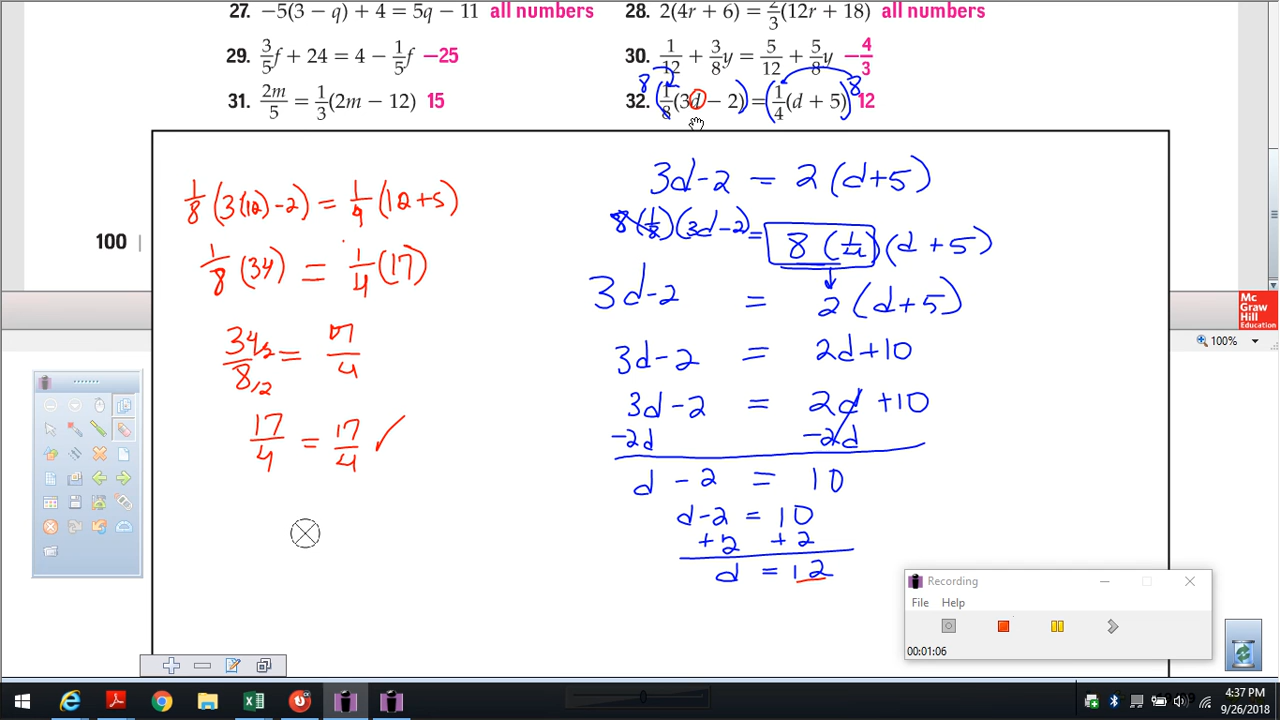 27. −5(3 − q) + 4 = 5q − 11 all numbers
28. 2(4r + 6) = 2/3(12r + 18) all numbers
29. 3/5f + 24 = 4 − 1/5f −25
30. 1/12 + 3/8y = 5/12 + 5/8y −4/3
31. 2m/5 = 1/3(2m − 12) 15
32. 8(1/8(3d − 2)) = (1/4(d + 5))8 12
1/8(3(12)-2) = 1/4(12+5)
1/8(34) = 1/4(17)
34/2/8/2 = 17/4
17/4 = 17/4 ✓
3d-2 = 2(d+5)
8(1/8)(3d-2) = 8(1/4)(d+5)
3d-2 = 2(d+5)
3d-2 = 2d+10
3d-2 = 2d+10
-2d -2d
d-2 = 10
d-2 = 10
+2 +2
d = 12
100
Mc
Graw
Hill
Education
100%
Recording
File Help
00:01:06
4:37 PM
9/26/2018